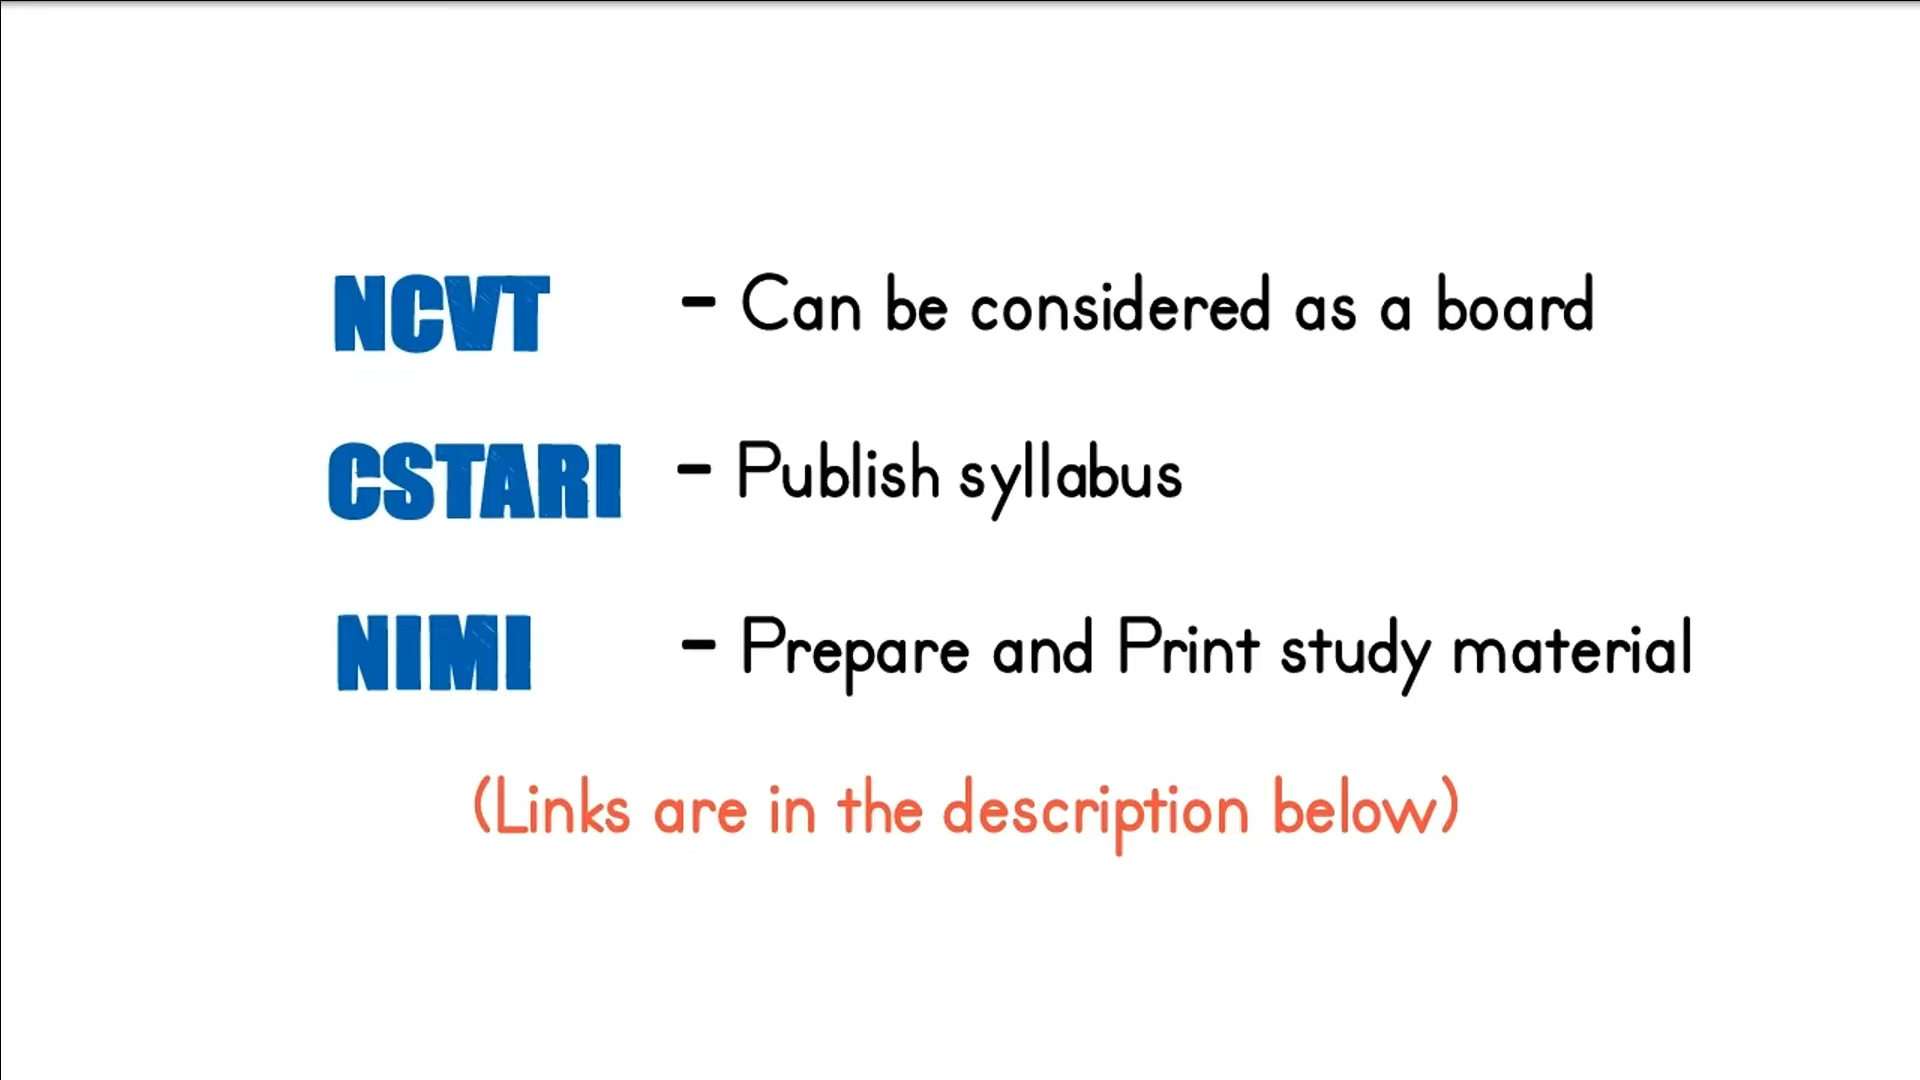 NCVT - Can be considered as a board
CSTARI - Publish syllabus
NIMI - Prepare and Print study material
(Links are in the description below)